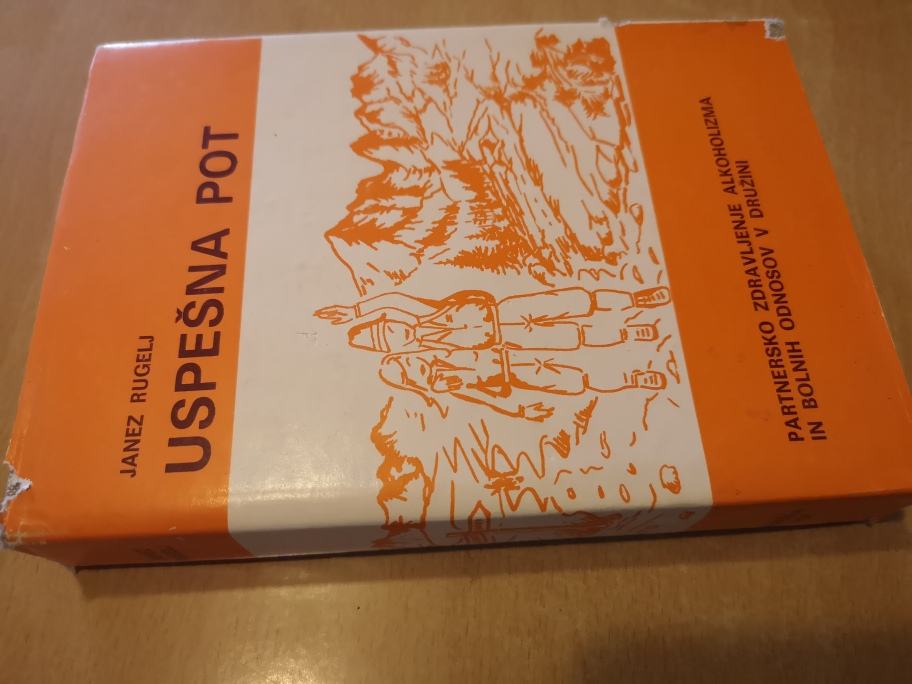 JANEZ RUGELJ
USPEŠNA POT
PARTNERSKO ZDRAVLJENJE ALKOHOLIZMA
IN BOLNIH ODNOSOV V DRUŽINI